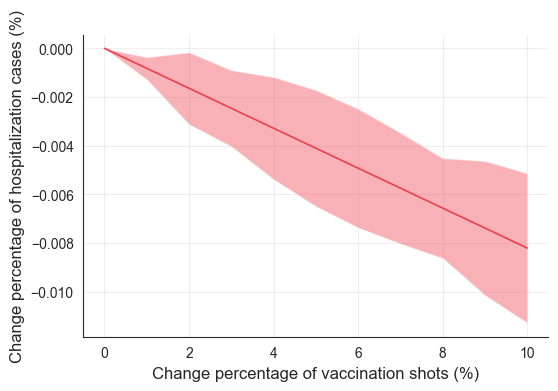 Change percentage of hospitalization cases (%)
0.000
−0.002
−0.004
−0.006
−0.008
−0.010
0 2 4 6 8 10
Change percentage of vaccination shots (%)